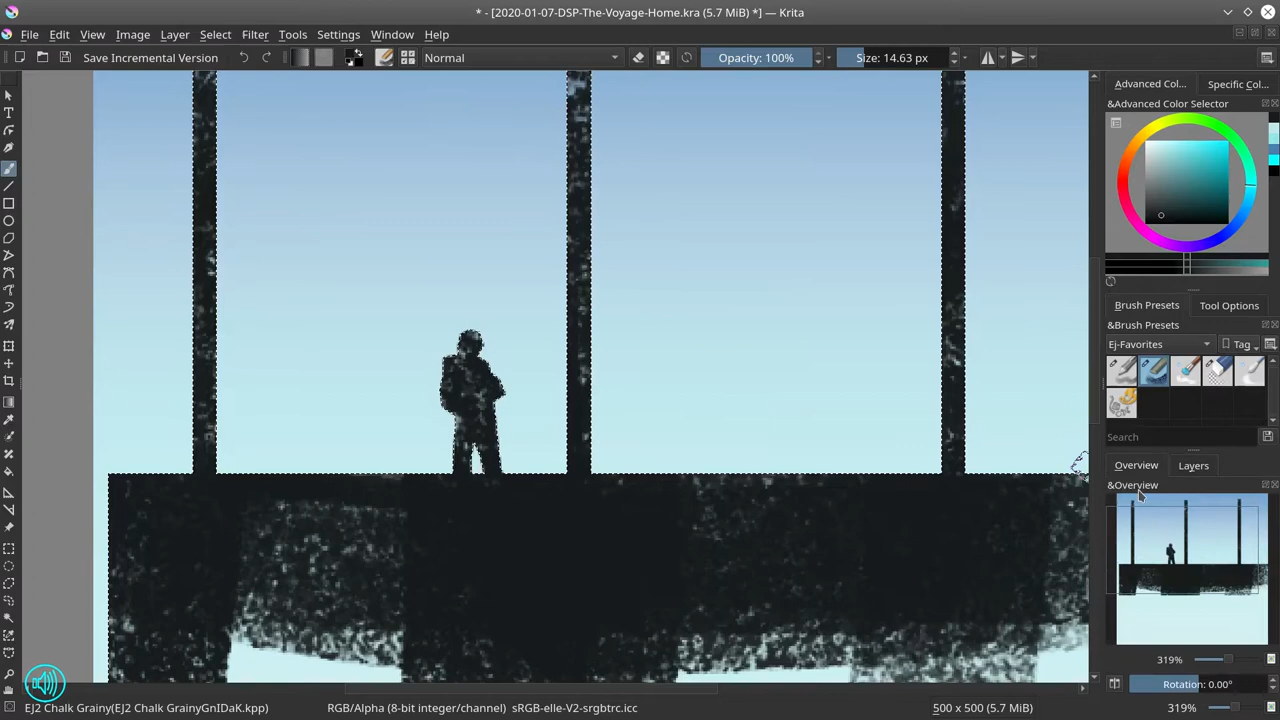 * - [2020-01-07-DSP-The-Voyage-Home.kra (5.7 MiB) *] — Krita
File Edit View Image Layer Select Filter Tools Settings Window Help
Save Incremental Version
Normal
Opacity: 100%
Size: 14.63 px
Advanced Col...
Specific Col...
&Advanced Color Selector
Brush Presets
Tool Options
&Brush Presets
Ej-Favorites
Tag
Search
Overview
Layers
&Overview
319%
Rotation: 0.00°
EJ2 Chalk Grainy(EJ2 Chalk GrainyGnIDaK.kpp)
RGB/Alpha (8-bit integer/channel) sRGB-elle-V2-srgbtrc.icc
500 x 500 (5.7 MiB)
319%